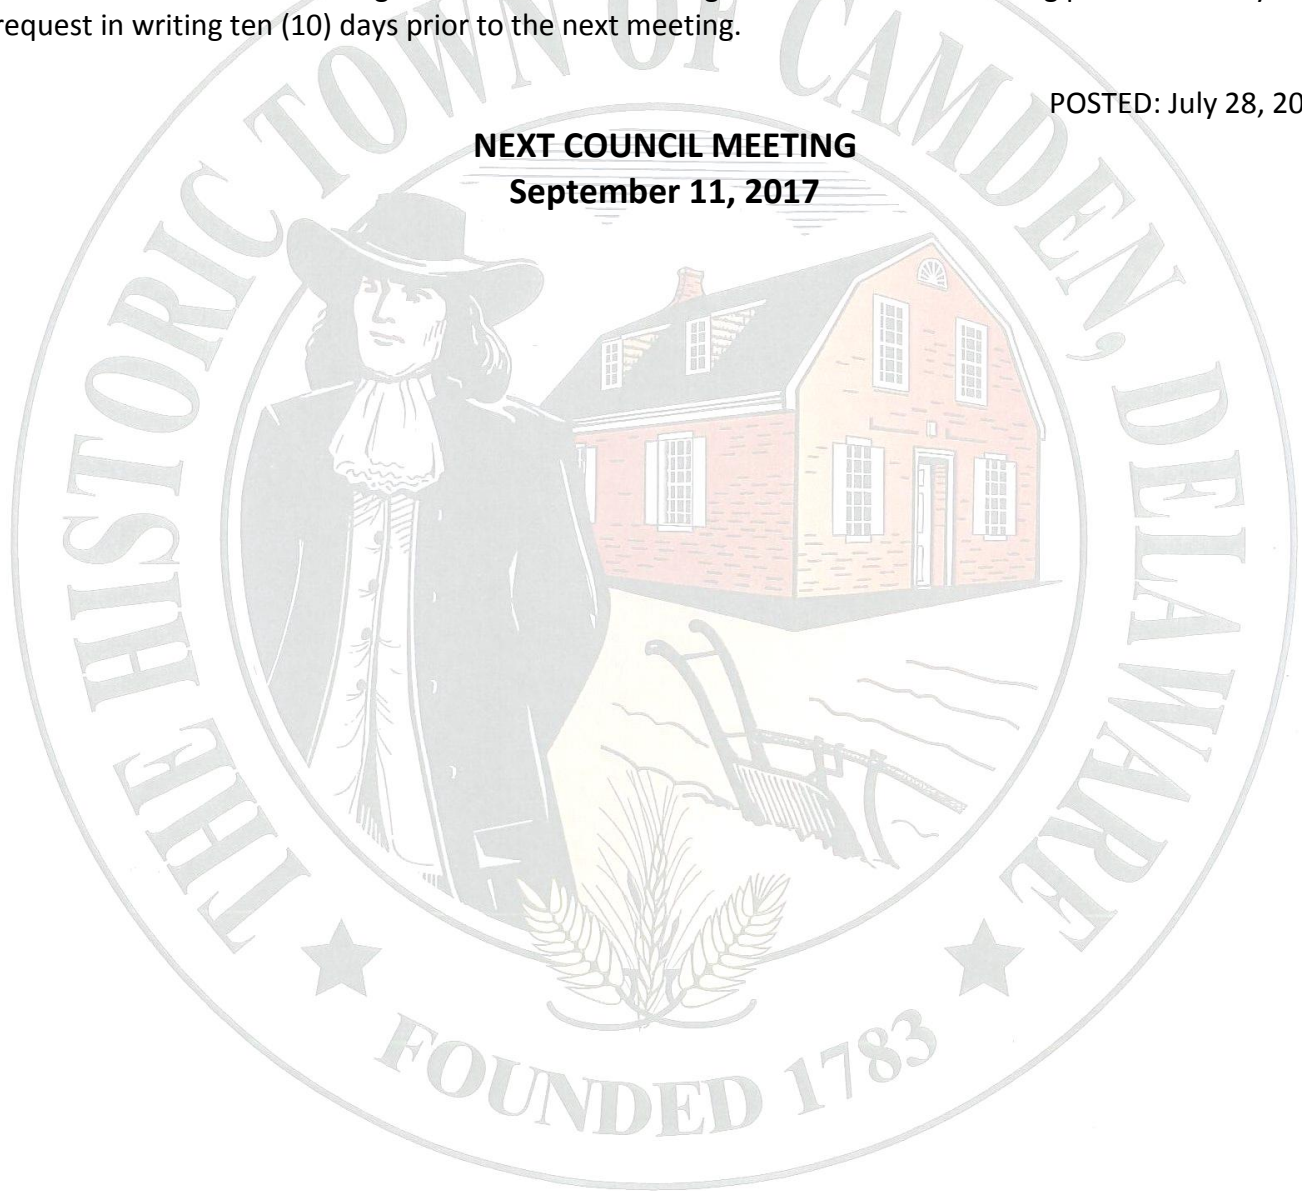 request in writing ten (10) days prior to the next meeting.
POSTED: July 28, 20
NEXT COUNCIL MEETING
September 11, 2017
THE HISTORIC TOWN OF CAMDEN, DELAWARE
FOUNDED 1783